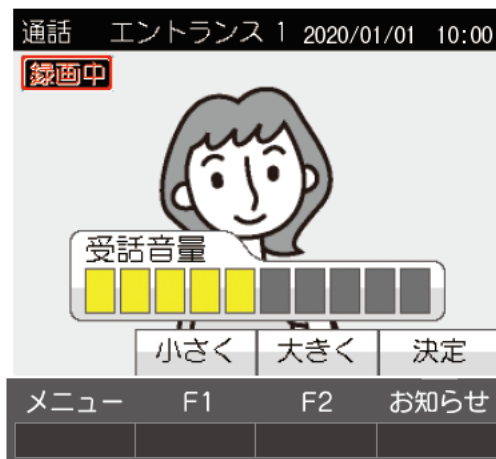 通話 エントランス 1 2020/01/01 10:00
録画中
受話音量
小さく 大きく 決定
メニュー F1 F2 お知らせ